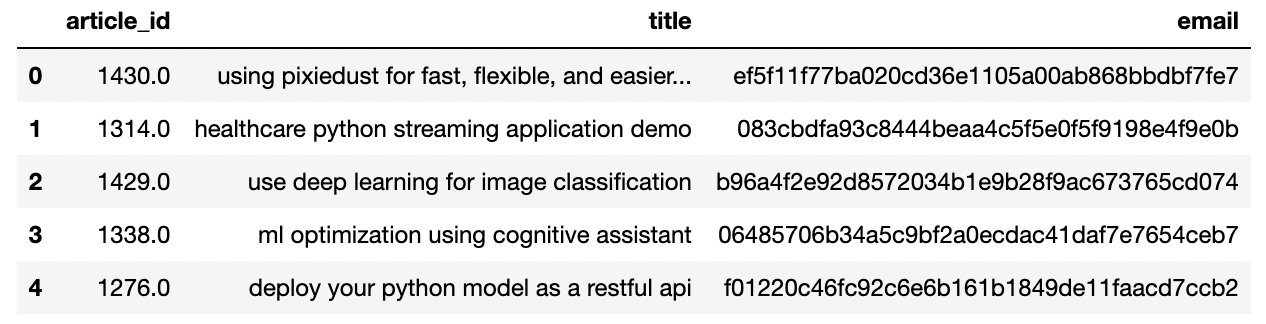 article_id title email
0 1430.0 using pixiedust for fast, flexible, and easier... ef5f11f77ba020cd36e1105a00ab868bbdbf7fe7
1 1314.0 healthcare python streaming application demo 083cbdfa93c8444beaa4c5f5e0f5f9198e4f9e0b
2 1429.0 use deep learning for image classification b96a4f2e92d8572034b1e9b28f9ac673765cd074
3 1338.0 ml optimization using cognitive assistant 06485706b34a5c9bf2a0ecdac41daf7e7654ceb7
4 1276.0 deploy your python model as a restful api f01220c46fc92c6e6b161b1849de11faacd7ccb2